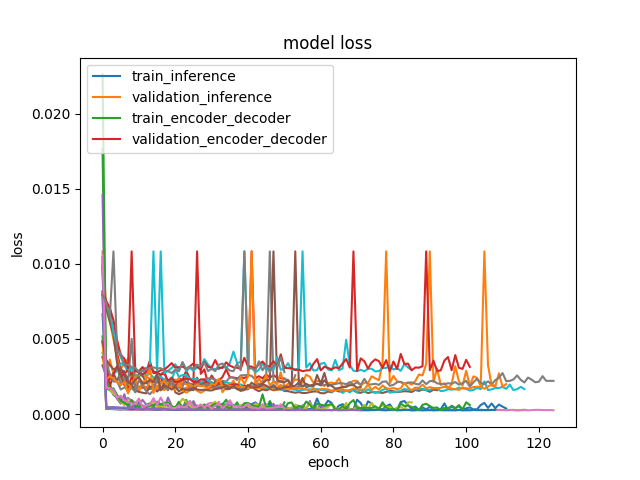 model loss
train_inference
validation_inference
train_encoder_decoder
validation_encoder_decoder
0.020
0.015
0.010
0.005
0.000
loss
0 20 40 60 80 100 120
epoch